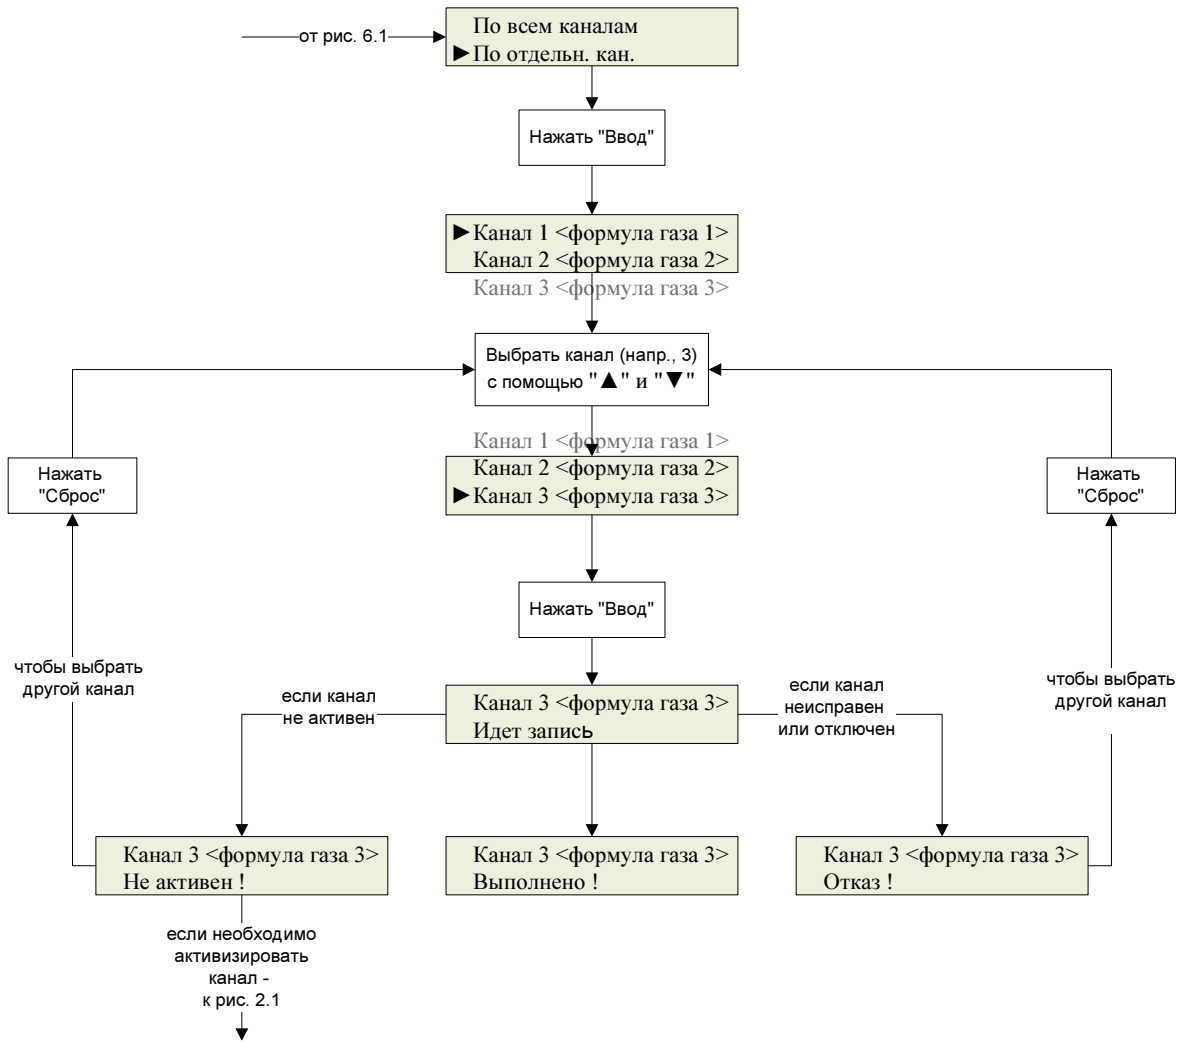 от рис. 6.1
По всем каналам
►По отдельн. кан.
Нажать "Ввод"
►Канал 1 <формула газа 1>
Канал 2 <формула газа 2>
Канал 3 <формула газа 3>
Выбрать канал (напр., 3)
с помощью "▲" и "▼"
Канал 1 <формула газа 1>
Канал 2 <формула газа 2>
►Канал 3 <формула газа 3>
Нажать
"Сброс"
Нажать
"Сброс"
Нажать "Ввод"
чтобы выбрать
другой канал
чтобы выбрать
другой канал
если канал
не активен
Канал 3 <формула газа 3>
Идет запись
если канал
неисправен
или отключен
Канал 3 <формула газа 3>
Не активен !
Канал 3 <формула газа 3>
Выполнено !
Канал 3 <формула газа 3>
Отказ !
если необходимо
активизировать
канал -
к рис. 2.1